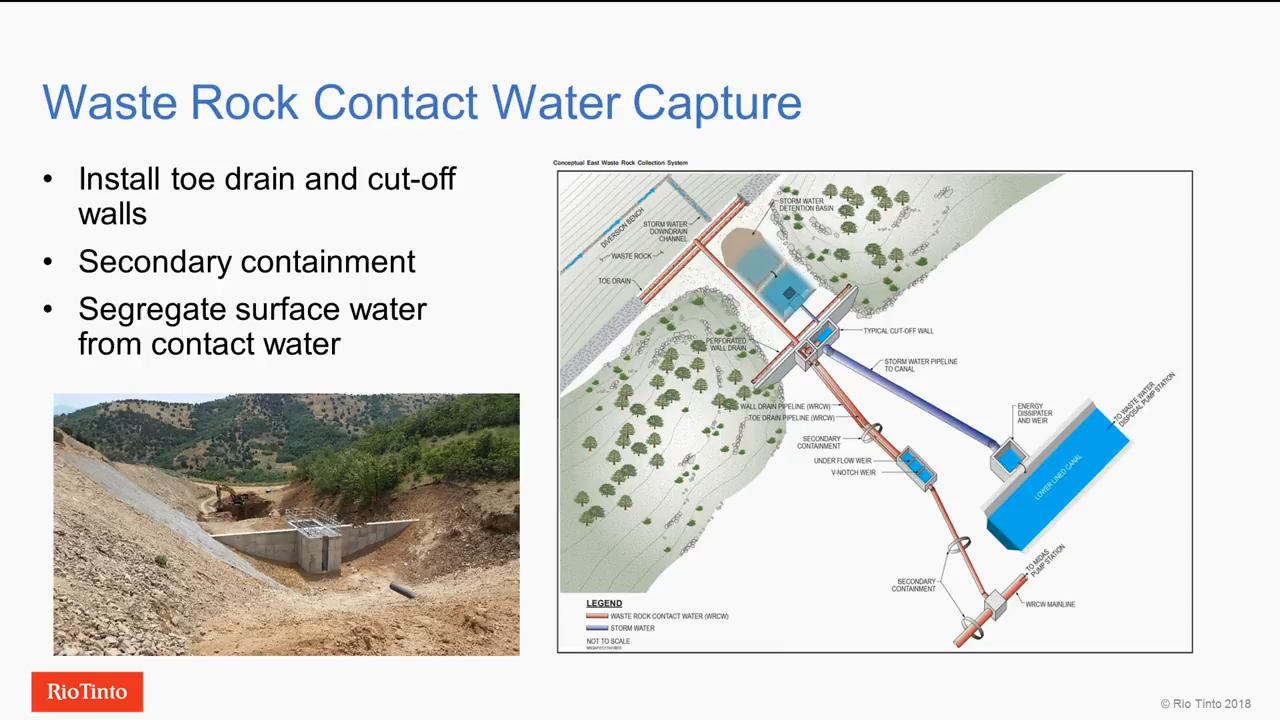 Waste Rock Contact Water Capture
• Install toe drain and cut-off
walls
• Secondary containment
• Segregate surface water
from contact water
Conceptual East Waste Rock Collection System
STORM WATER
DETENTION BASIN
DIVERSION BENCH
STORM WATER
DOWNDRAIN
CHANNEL
WASTE ROCK
TOE DRAIN
PERFORATED
WALL DRAIN
TYPICAL CUT-OFF WALL
STORM WATER PIPELINE
TO CANAL
WALL DRAIN PIPELINE (WRCW)
TOE DRAIN PIPELINE (WRCW)
SECONDARY
CONTAINMENT
UNDER FLOW WEIR
V-NOTCH WEIR
ENERGY
DISSIPATER
AND WEIR
TO WASTE WATER
DISPOSAL PUMP STATION
LOWER LINED CANAL
SECONDARY
CONTAINMENT
TO MIDAS
PUMP STATION
WRCW MAINLINE
LEGEND
WASTE ROCK CONTACT WATER (WRCW)
STORM WATER
NOT TO SCALE
RioTinto
© Rio Tinto 2018